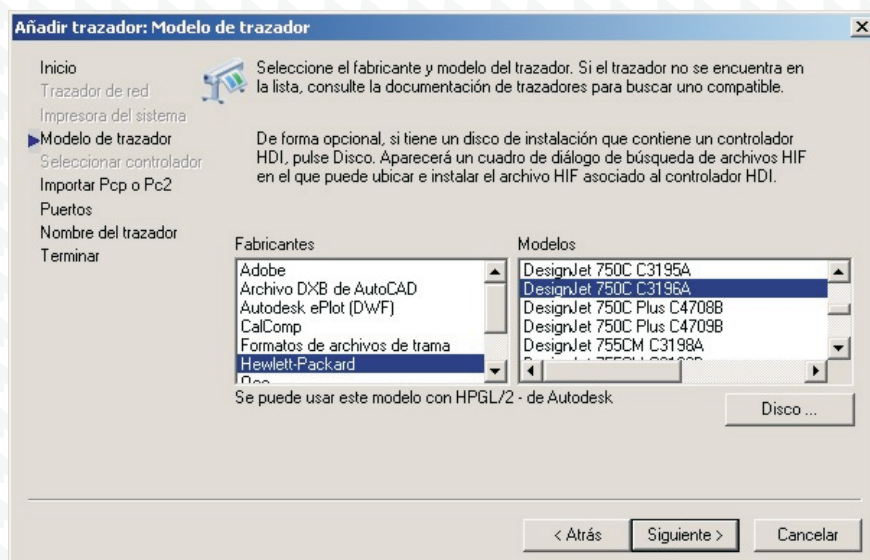 Añadir trazador: Modelo de trazador
Inicio
Trazador de red
Impresora del sistema
Modelo de trazador
Seleccionar controlador
Importar Pcp o Pc2
Puertos
Nombre del trazador
Terminar
Seleccione el fabricante y modelo del trazador. Si el trazador no se encuentra en
la lista, consulte la documentación de trazadores para buscar uno compatible.
De forma opcional, si tiene un disco de instalación que contiene un controlador
HDI, pulse Disco. Aparecerá un cuadro de diálogo de búsqueda de archivos HIF
en el que puede ubicar e instalar el archivo HIF asociado al controlador HDI.
Fabricantes
Adobe
Archivo DXB de AutoCAD
Autodesk ePlot (DWF)
CalComp
Formatos de archivos de trama
Hewlett-Packard
Modelos
DesignJet 750C C3195A
DesignJet 750C C3196A
DesignJet 750C Plus C4708B
DesignJet 750C Plus C4709B
DesignJet 755CM C3198A
Se puede usar este modelo con HPGL/2 - de Autodesk
Disco ...
< Atrás
Siguiente >
Cancelar